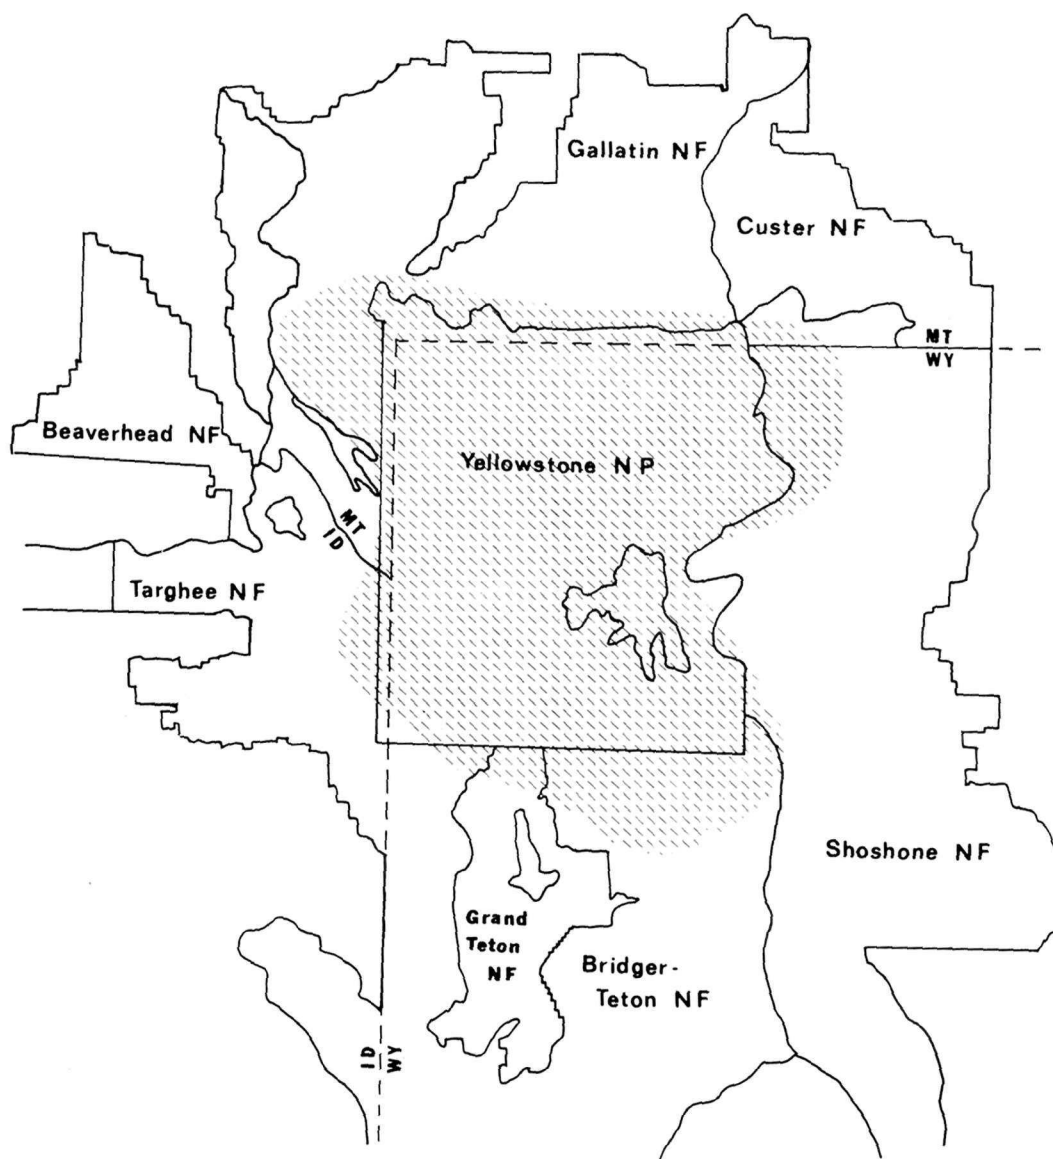 Gallatin NF
Custer NF
MT
WY
Beaverhead NF
Yellowstone NP
MT
ID
Targhee NF
Shoshone NF
Grand
Teton
NF
Bridger-
Teton NF
ID
WY